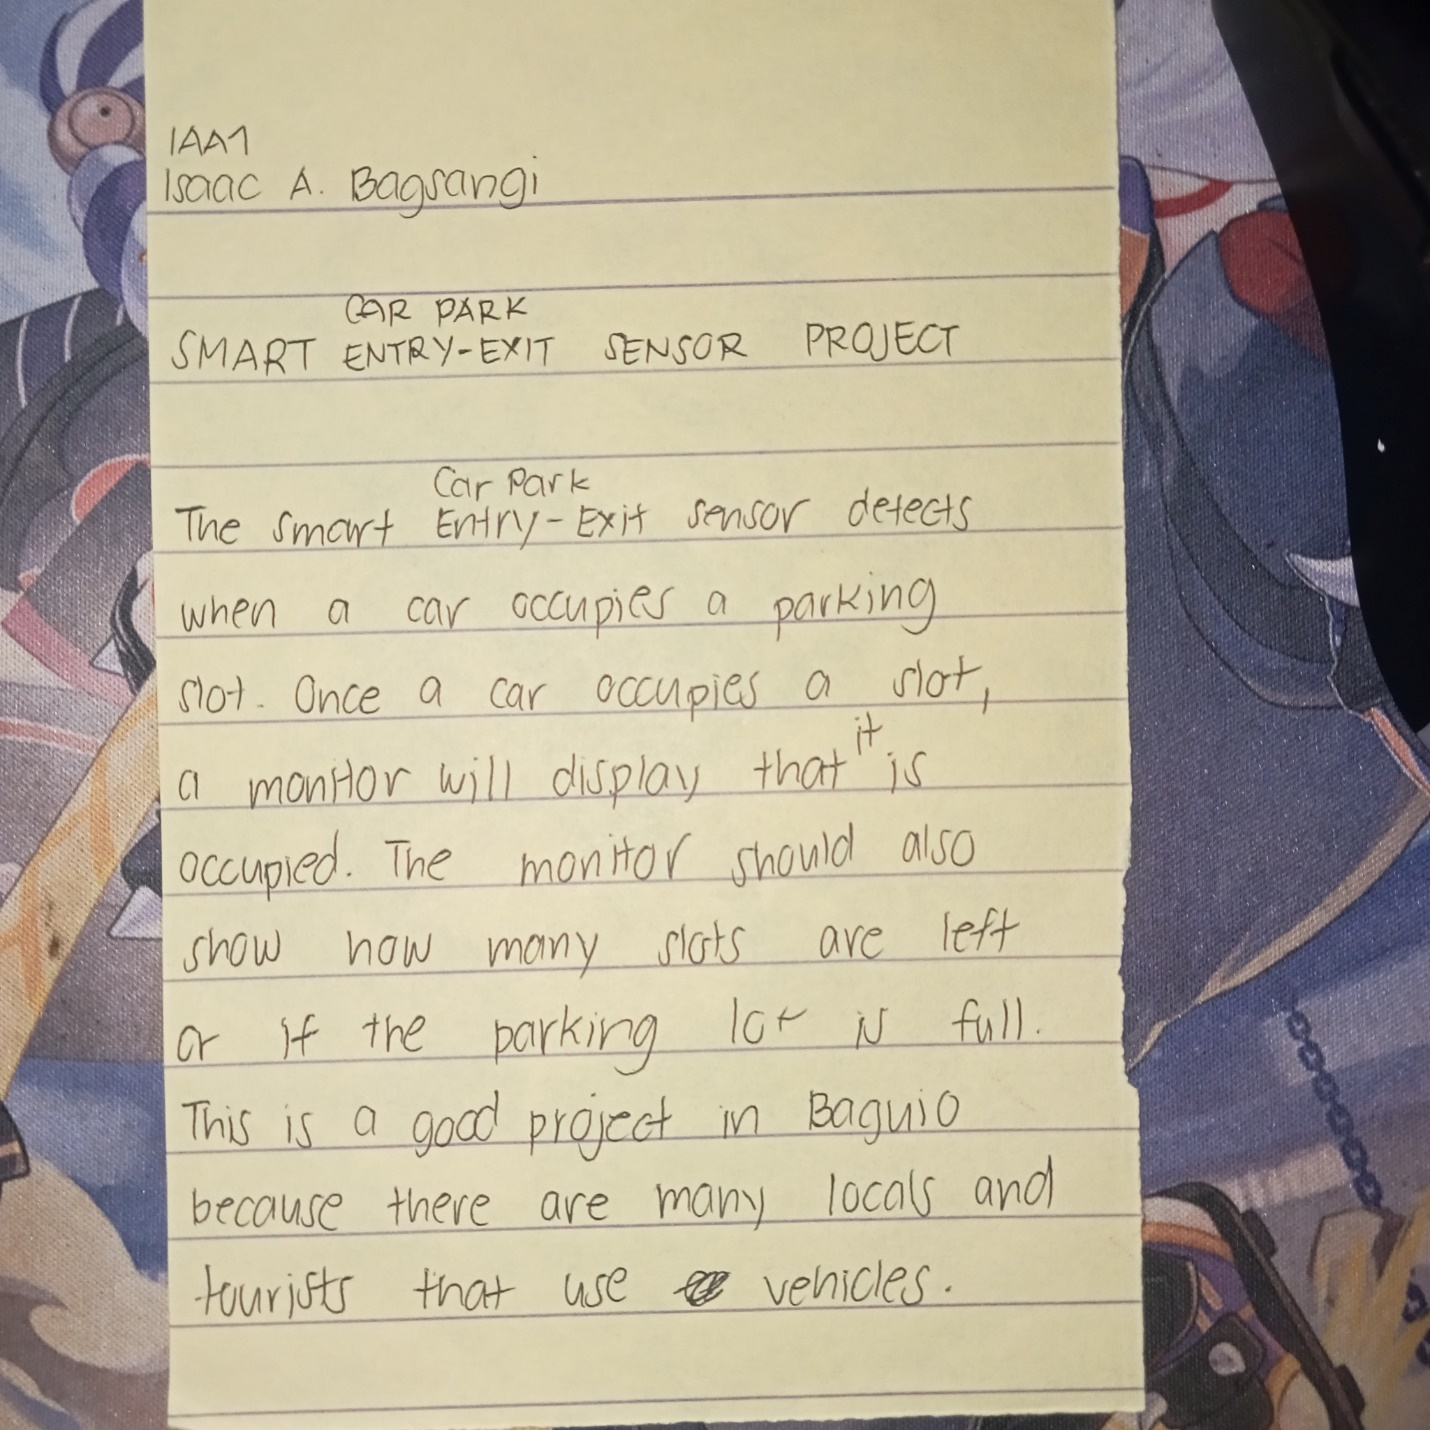 IAA1
Isaac A. Bagsangi
CAR PARK
SMART ENTRY-EXIT SENSOR PROJECT
Car Park
The smart Entry-Exit sensor detects
when a car occupies a parking
slot. Once a car occupies a slot,
a monitor will display that it is
occupied. The monitor should also
show how many slots are left
or if the parking lot is full.
This is a good project in Baguio
because there are many locals and
tourists that use vehicles.